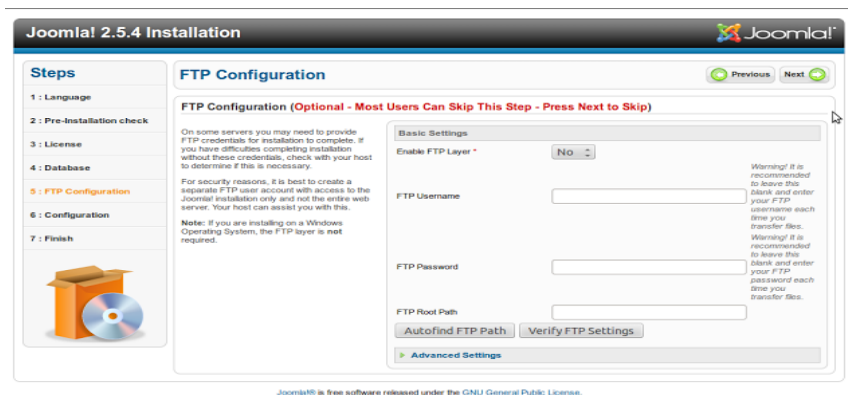 Joomla! 2.5.4 Installation
Joomla!
Steps
1 : Language
2 : Pre-Installation check
3 : License
4 : Database
5 : FTP Configuration
6 : Configuration
7 : Finish
FTP Configuration
Previous
Next
FTP Configuration (Optional - Most Users Can Skip This Step - Press Next to Skip)
On some servers you may need to provide
FTP credentials for installation to complete. If
you have difficulties completing installation
without these credentials, check with your host
to determine if this is necessary.
For security reasons, it is best to create a
separate FTP user account with access to the
Joomla! installation only and not the entire web
server. Your host can assist you with this.
Note: If you are installing on a Windows
Operating System, the FTP layer is not
required.
Basic Settings
Enable FTP Layer *
No
FTP Username
Warning! It is
recommended
to leave this
blank and enter
your FTP
username each
time you
transfer files.
FTP Password
Warning! It is
recommended
to leave this
blank and enter
your FTP
password each
time you
transfer files.
FTP Root Path
Autofind FTP Path
Verify FTP Settings
Advanced Settings
Joomla!® is free software released under the GNU General Public License.